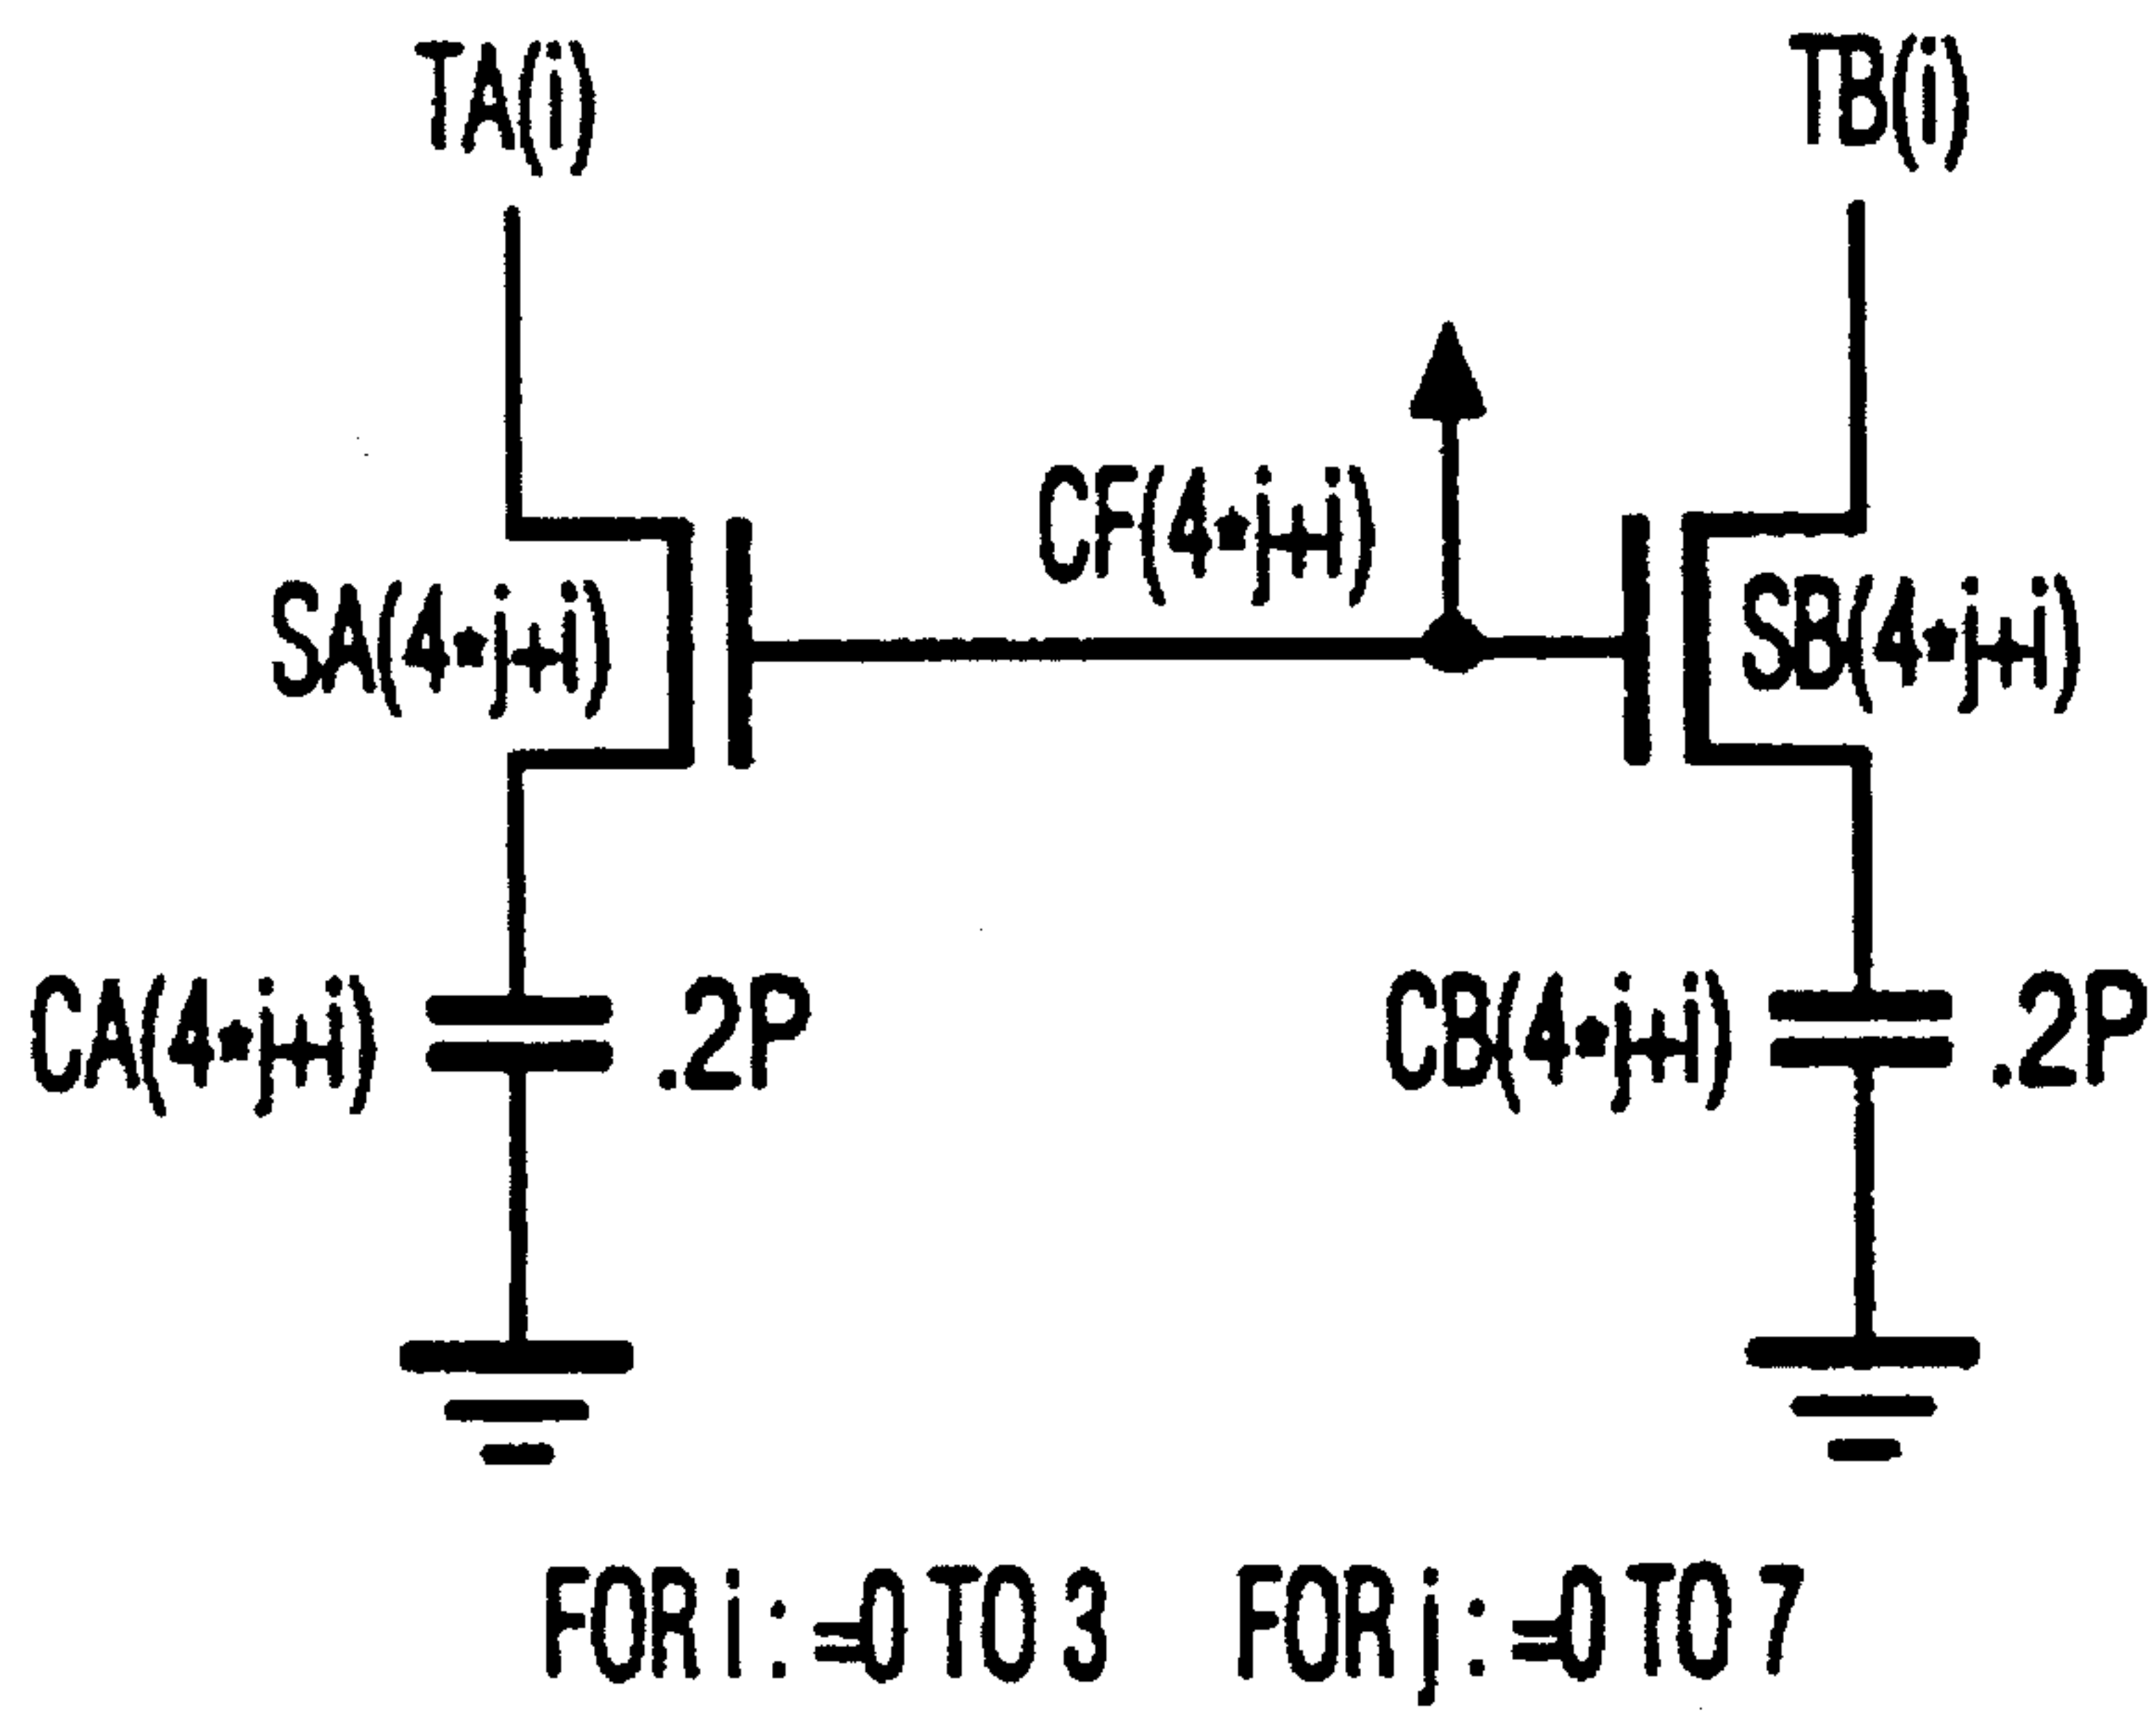 TA(i)
TB(i)
CF(4*j+i)
SA(4*j+i)
SB(4*j+i)
CA(4*j+i)
.2P
CB(4*j+i)
.2P
FOR i:=0 TO 3 FOR j:=0 TO 7